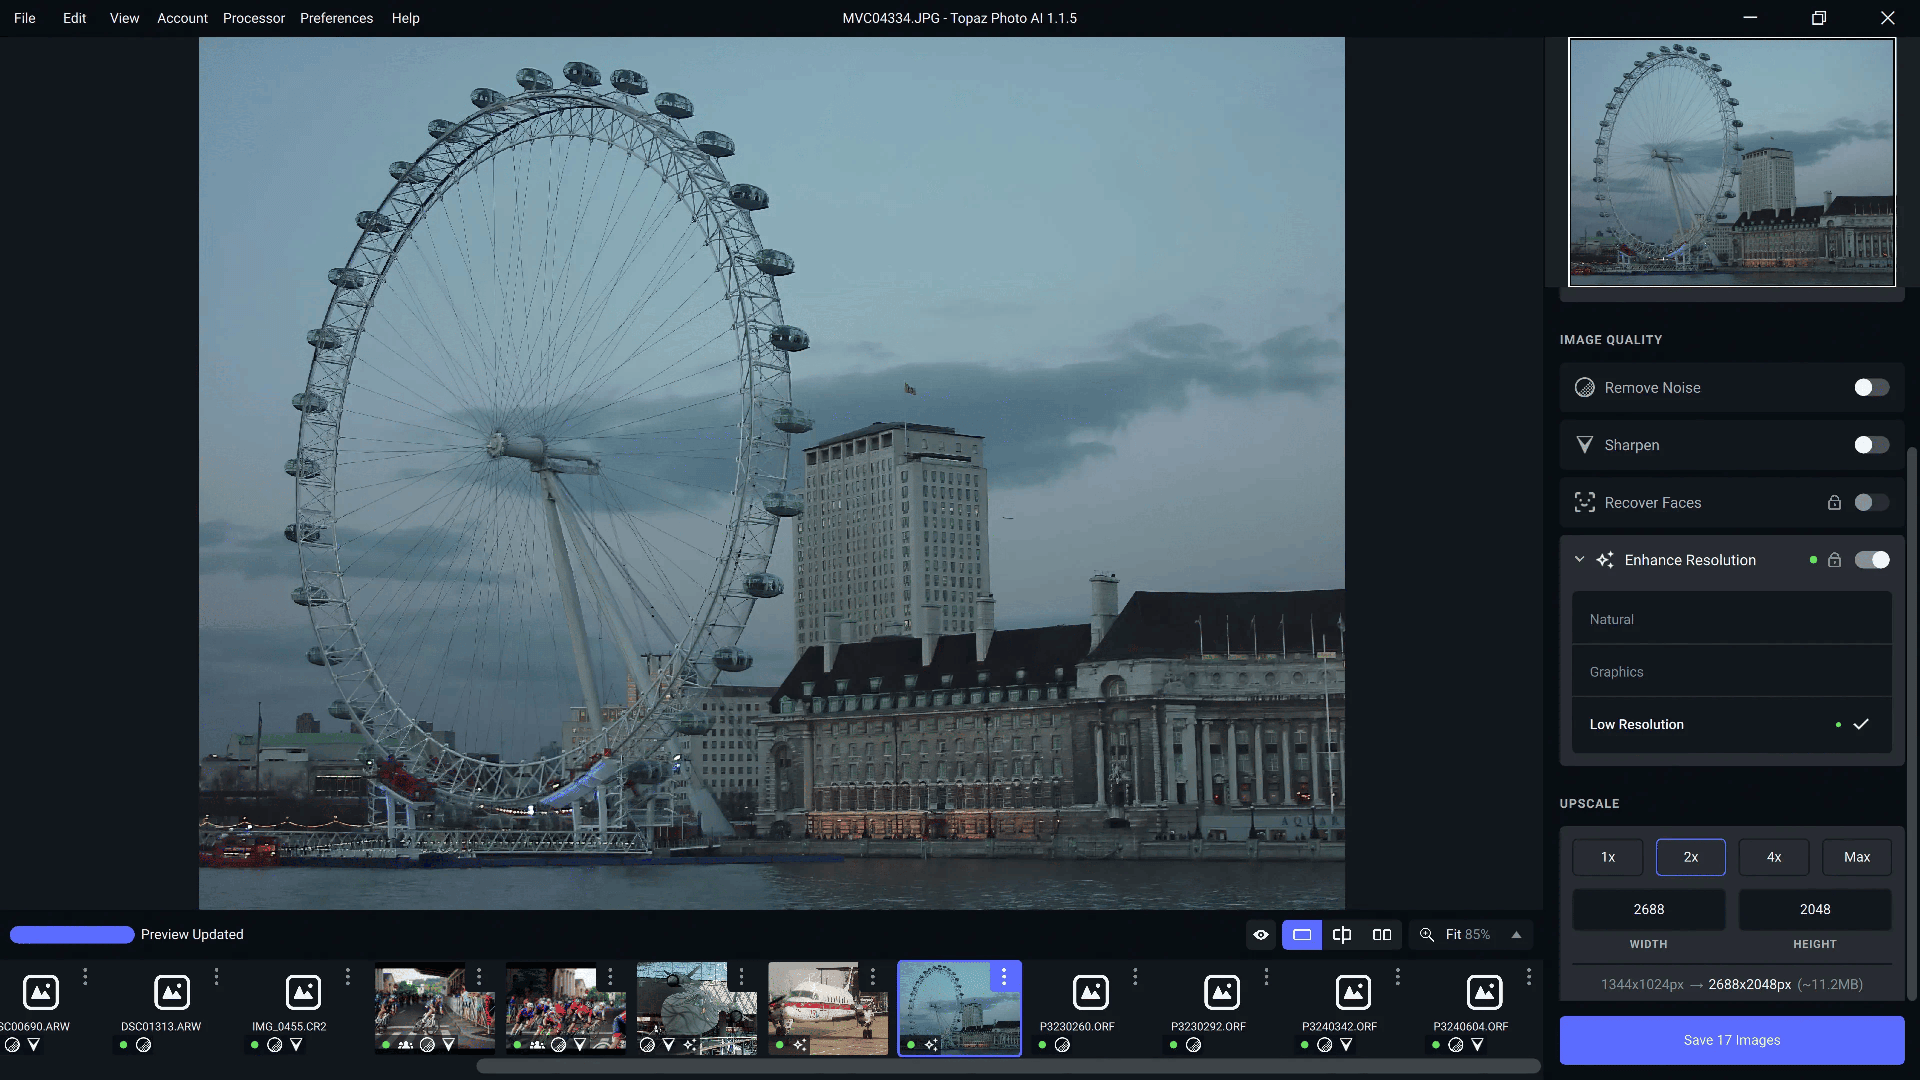 File Edit View Account Processor Preferences Help
MVC04334.JPG - Topaz Photo AI 1.1.5
IMAGE QUALITY
Remove Noise
Sharpen
Recover Faces
Enhance Resolution
Natural
Graphics
Low Resolution
UPSCALE
1x 2x 4x Max
2688 2048
WIDTH HEIGHT
1344x1024px → 2688x2048px (~11.2MB)
Save 17 Images
Preview Updated
Fit 85%
SC00690.ARW DSC01313.ARW IMG_0455.CR2 P3230260.ORF P3230292.ORF P3240342.ORF P3240604.ORF